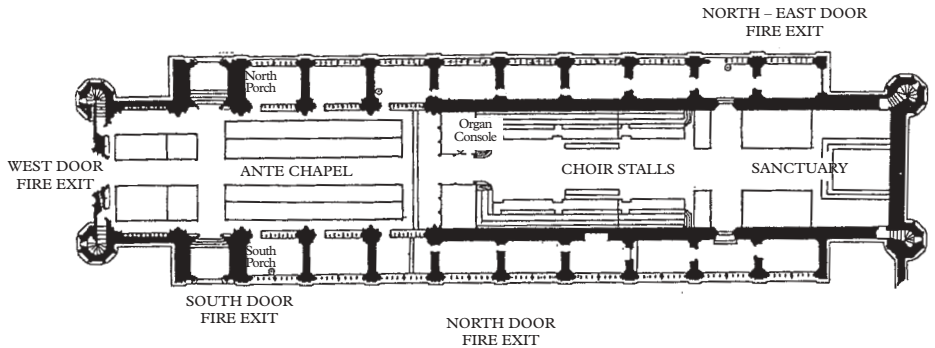 NORTH – EAST DOOR
FIRE EXIT
North
Porch
Organ
Console
WEST DOOR
FIRE EXIT
ANTE CHAPEL
CHOIR STALLS
SANCTUARY
South
Porch
SOUTH DOOR
FIRE EXIT
NORTH DOOR
FIRE EXIT